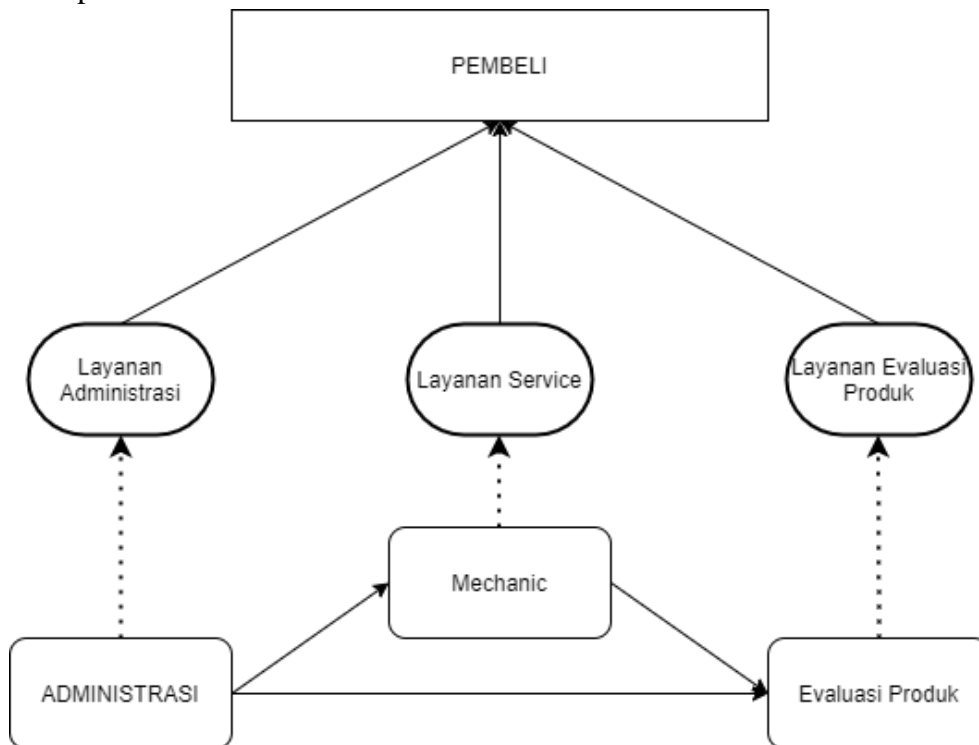 PEMBELI
Layanan
Administrasi
Layanan Service
Layanan Evaluasi
Produk
Mechanic
ADMINISTRASI
Evaluasi Produk